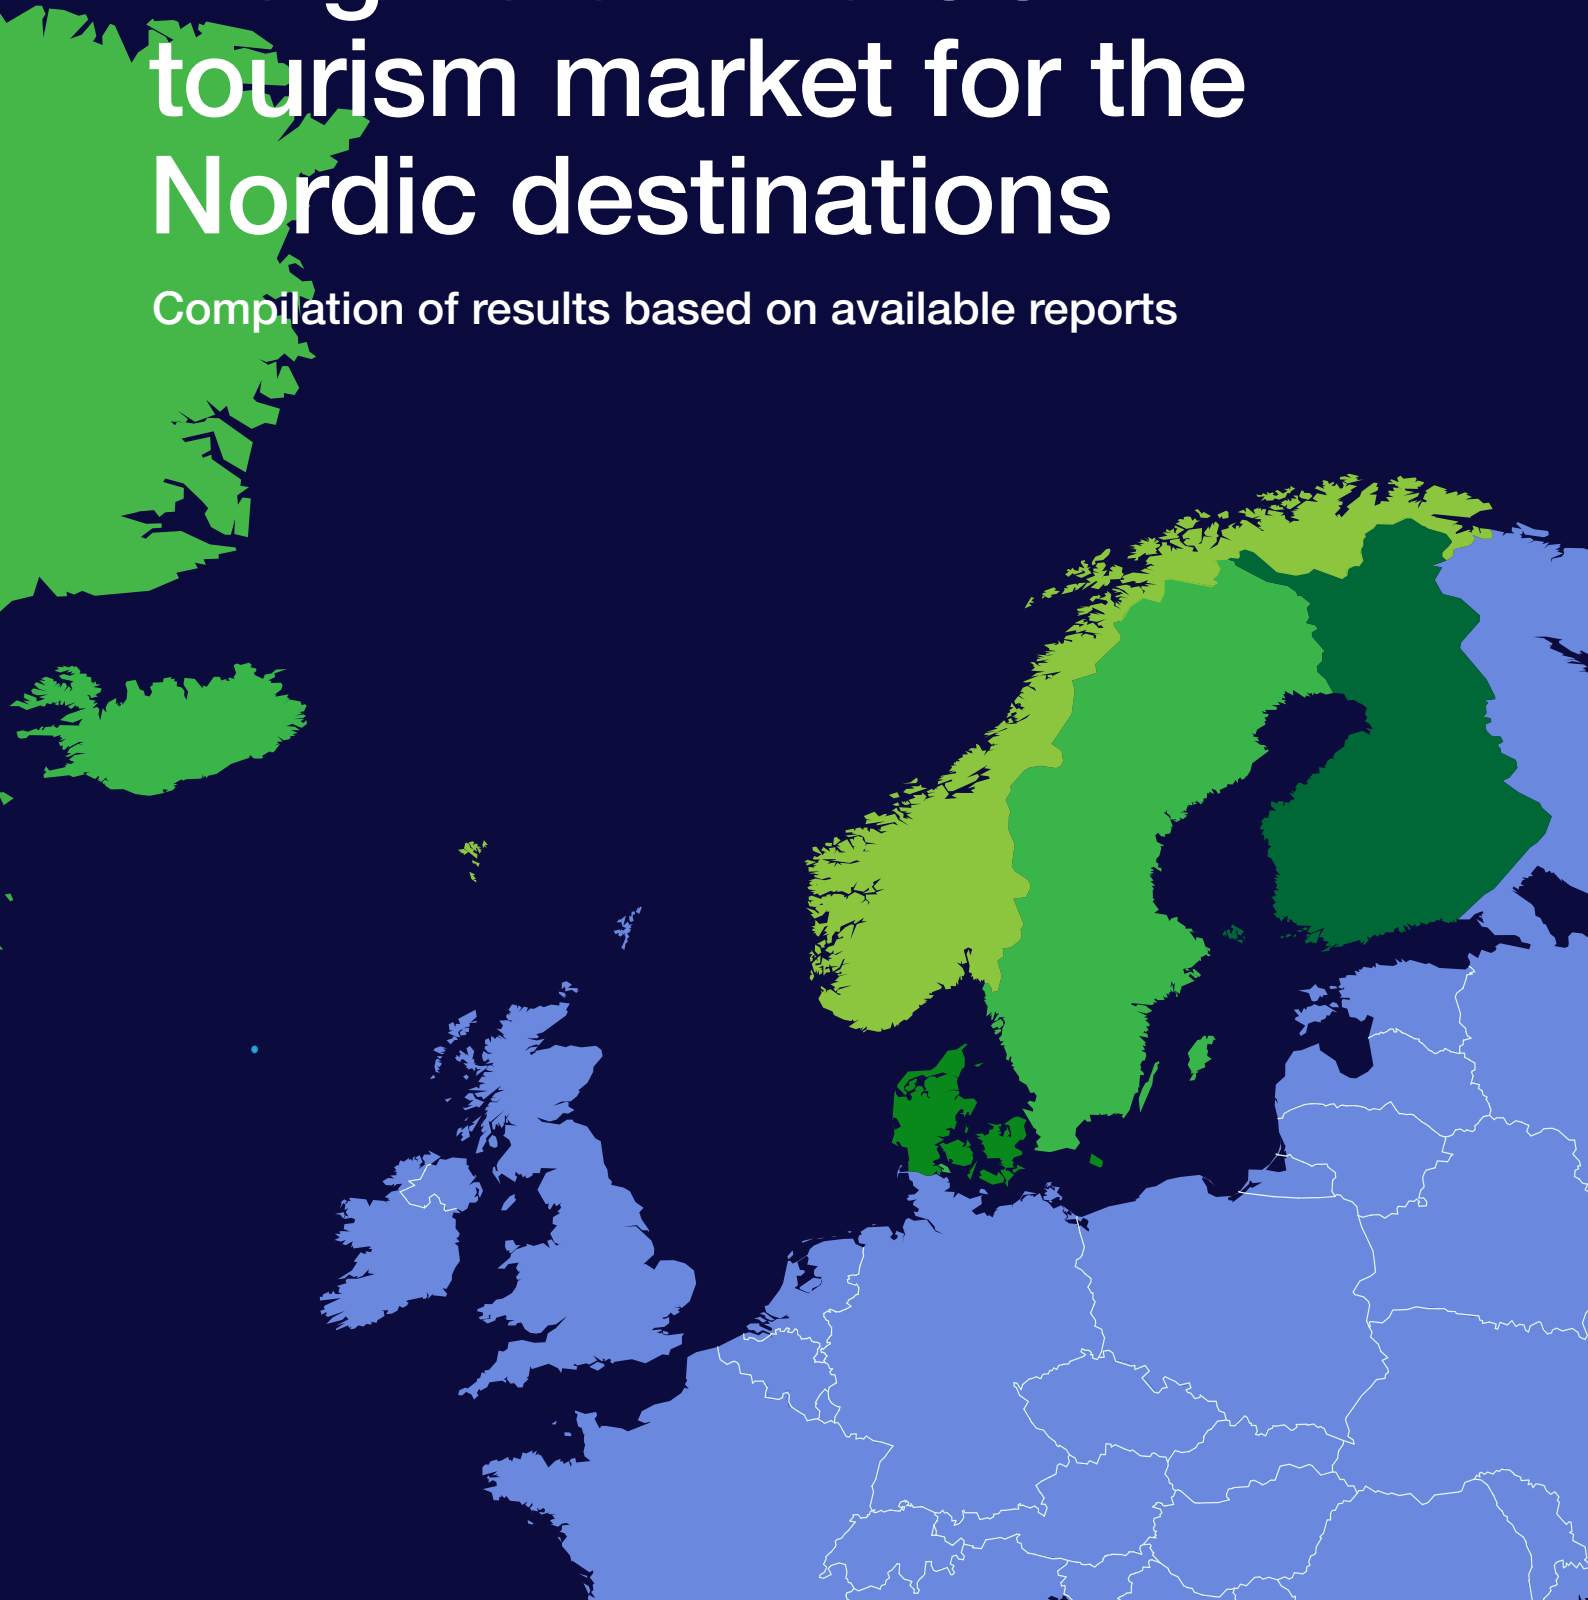 tourism market for the
Nordic destinations
Compilation of results based on available reports